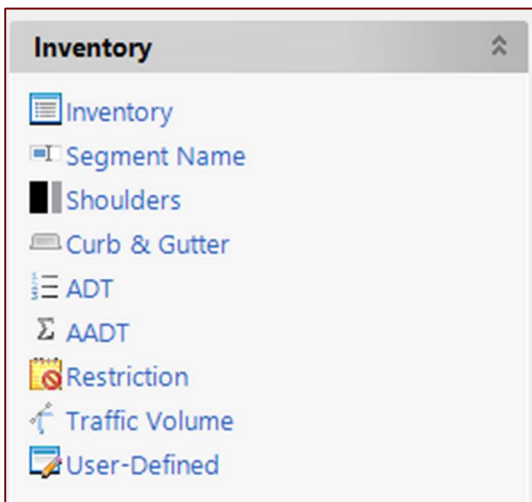 Inventory
Inventory
Segment Name
Shoulders
Curb & Gutter
ADT
AADT
Restriction
Traffic Volume
User-Defined